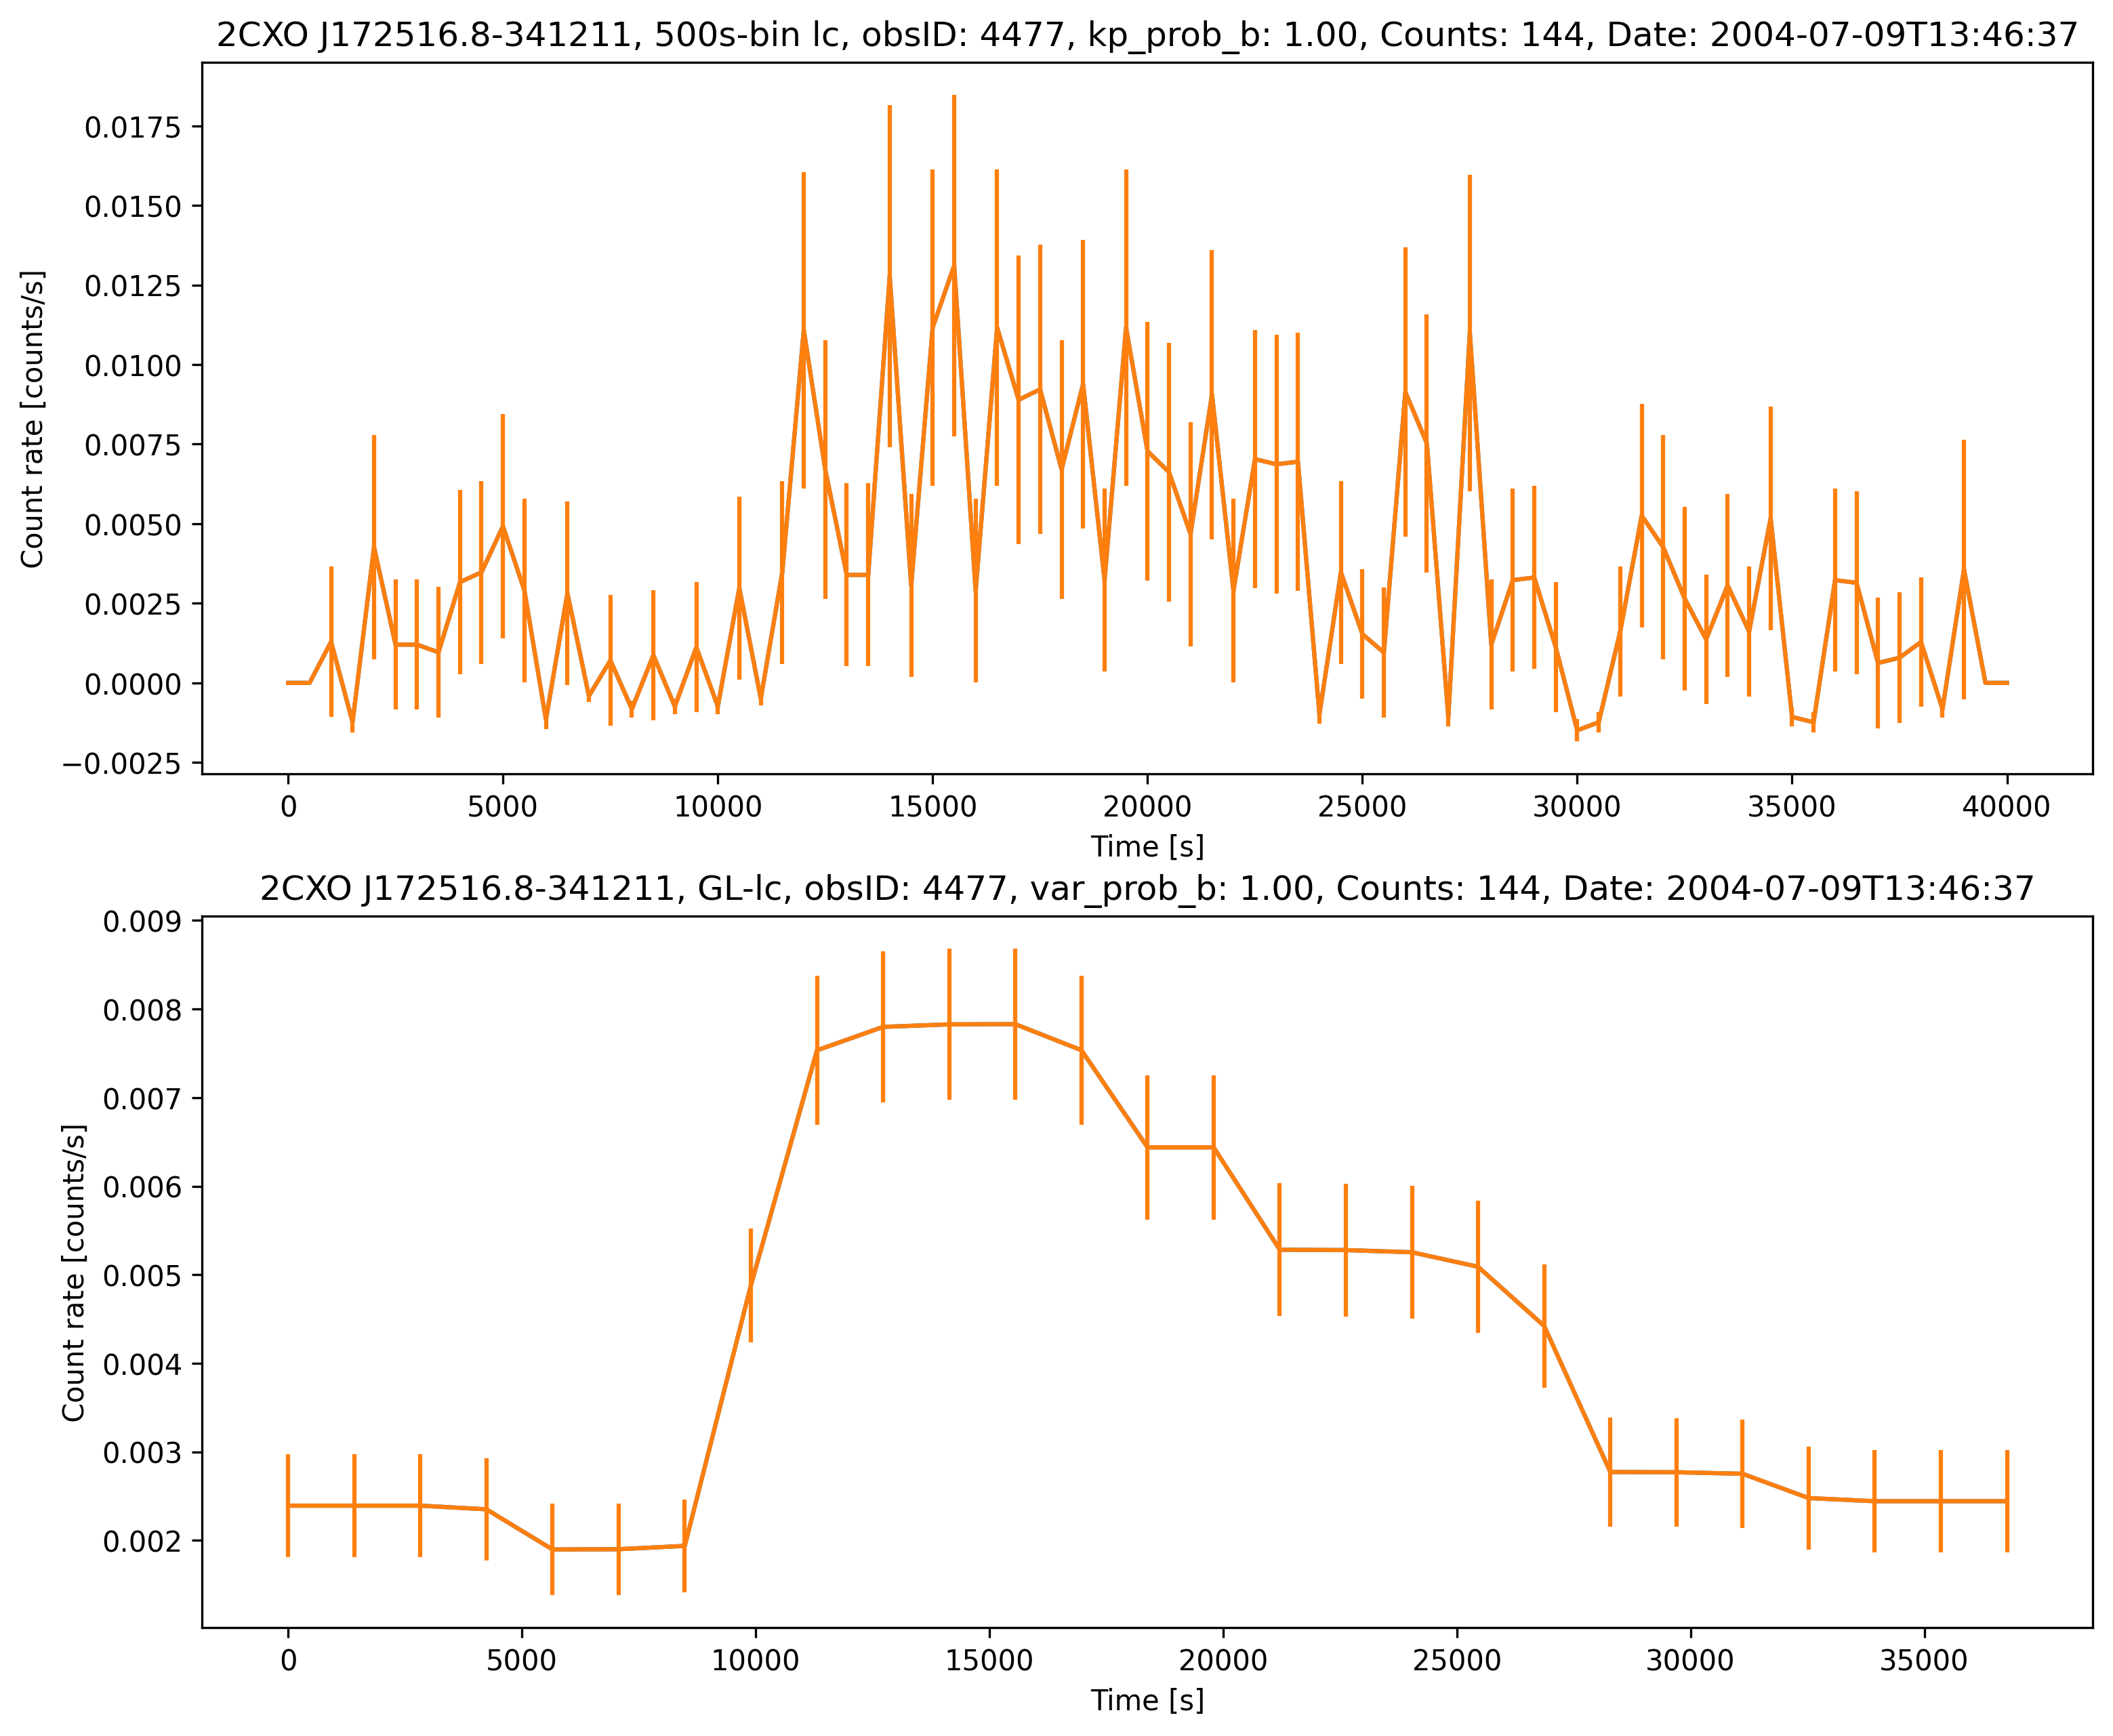 2CXO J172516.8-341211, 500s-bin lc, obsID: 4477, kp_prob_b: 1.00, Counts: 144, Date: 2004-07-09T13:46:37
Count rate [counts/s]
0.0175
0.0150
0.0125
0.0100
0.0075
0.0050
0.0025
0.0000
−0.0025
0 5000 10000 15000 20000 25000 30000 35000 40000
Time [s]
2CXO J172516.8-341211, GL-lc, obsID: 4477, var_prob_b: 1.00, Counts: 144, Date: 2004-07-09T13:46:37
Count rate [counts/s]
0.009
0.008
0.007
0.006
0.005
0.004
0.003
0.002
0 5000 10000 15000 20000 25000 30000 35000
Time [s]